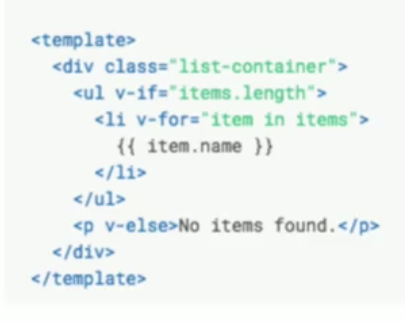 <template>
<div class="list-container">
<ul v-if="items.length">
<li v-for="item in items">
{{ item.name }}
</li>
</ul>
<p v-else>No items found.</p>
</div>
</template>